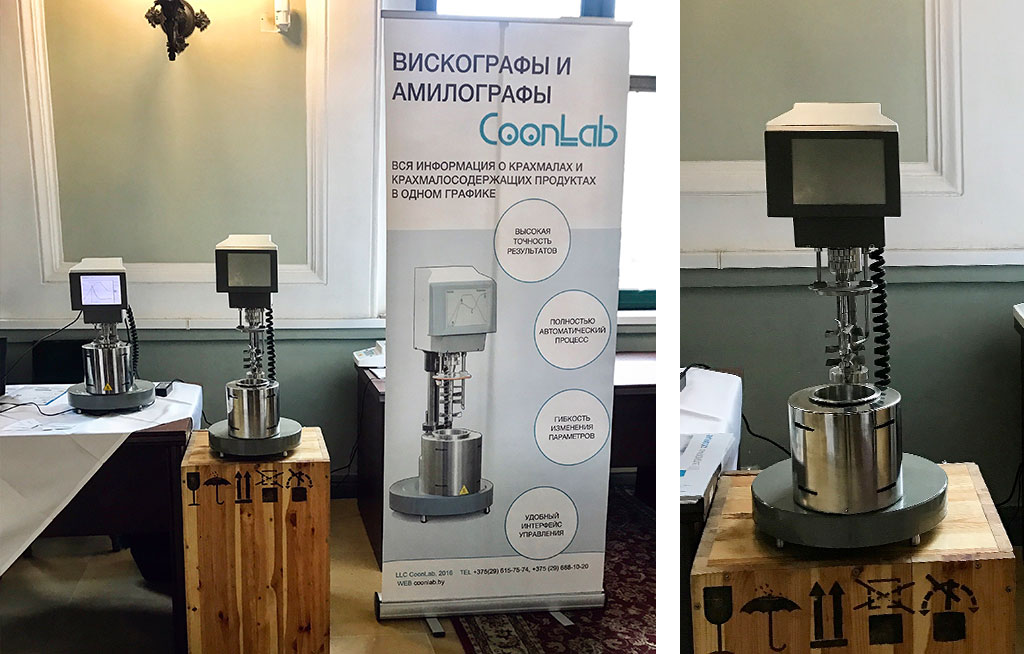 ВИСКОГРАФЫ И
АМИЛОГРАФЫ
CoonLab
ВСЯ ИНФОРМАЦИЯ О КРАХМАЛАХ И
КРАХМАЛОСОДЕРЖАЩИХ ПРОДУКТАХ
В ОДНОМ ГРАФИКЕ
ВЫСОКАЯ
ТОЧНОСТЬ
РЕЗУЛЬТАТОВ
ПОЛНОСТЬЮ
АВТОМАТИЧЕСКИЙ
ПРОЦЕСС
ГИБКОСТЬ
ИЗМЕНЕНИЯ
ПАРАМЕТРОВ
УДОБНЫЙ
ИНТЕРФЕЙС
УПРАВЛЕНИЯ
LLC CoonLab, 2016 TEL +375(29) 615-75-74, +375 (29) 668-10-20
WEB coonlab.by